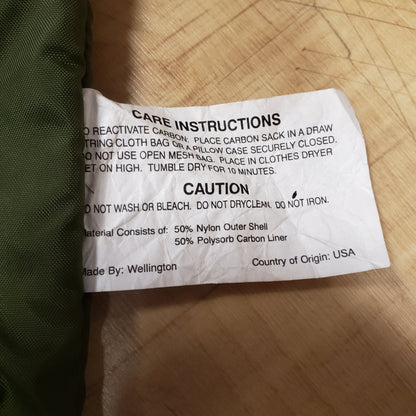 CARE INSTRUCTIONS
O REACTIVATE CARBON: PLACE CARBON SACK IN A DRAW
TRING CLOTH BAG OR A PILLOW CASE SECURELY CLOSED.
O NOT USE OPEN MESH BAG. PLACE IN CLOTHES DRYER
ET ON HIGH. TUMBLE DRY FOR 10 MINUTES.
CAUTION
O NOT WASH OR BLEACH. DO NOT DRYCLEAN. DO NOT IRON.
Material Consists of: 50% Nylon Outer Shell
50% Polysorb Carbon Liner
Made By: Wellington
Country of Origin: USA